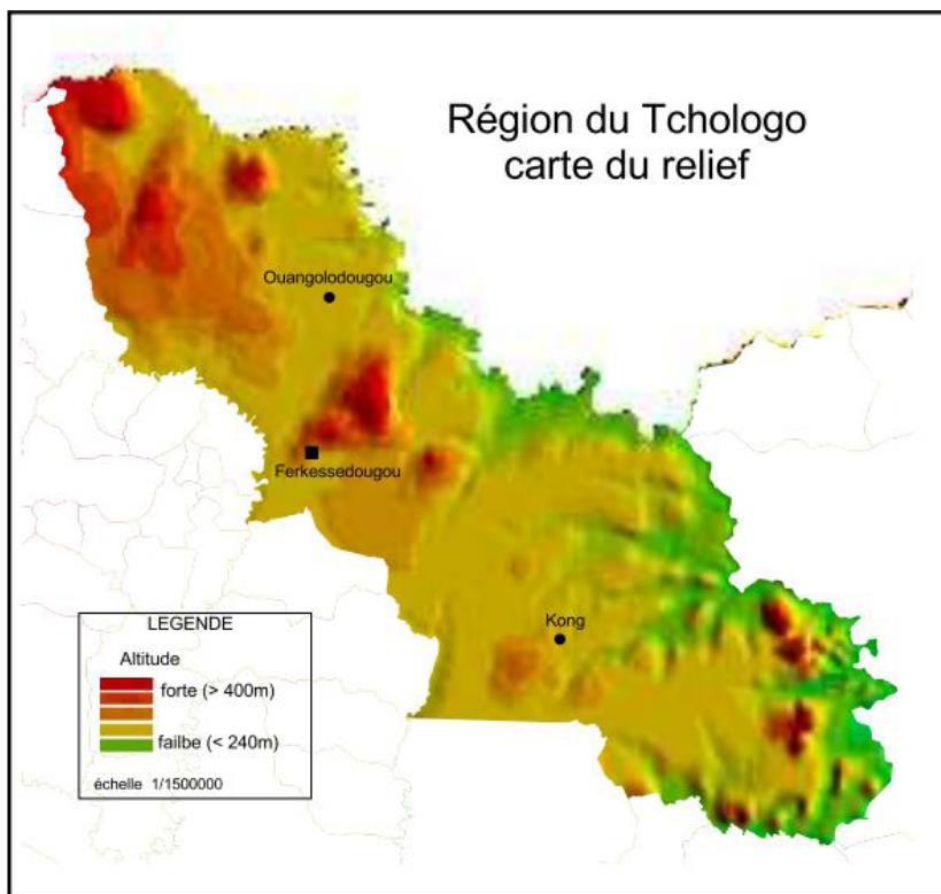 Région du Tchologo
carte du relief
Ouangolodougou
Ferkessedougou
Kong
LEGENDE
Altitude
forte (> 400m)
failbe (< 240m)
échelle 1/1500000